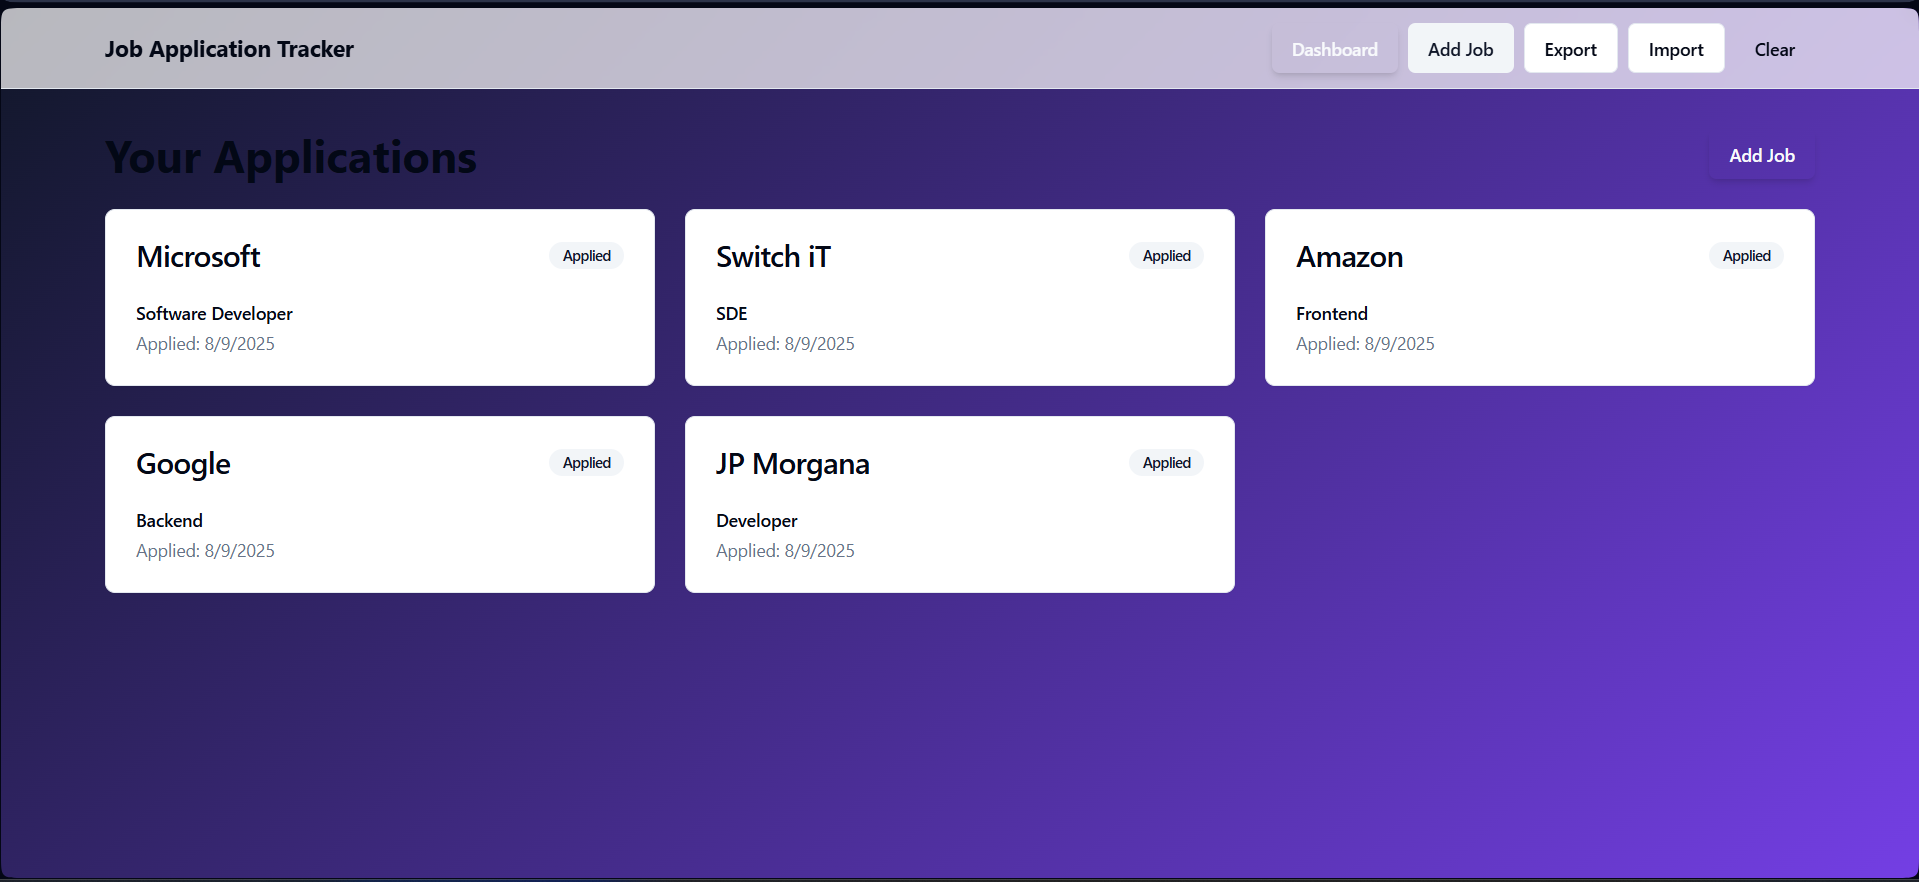 Job Application Tracker
Dashboard
Add Job
Export
Import
Clear
Your Applications
Add Job
Microsoft
Applied
Software Developer
Applied: 8/9/2025
Switch iT
Applied
SDE
Applied: 8/9/2025
Amazon
Applied
Frontend
Applied: 8/9/2025
Google
Applied
Backend
Applied: 8/9/2025
JP Morgana
Applied
Developer
Applied: 8/9/2025